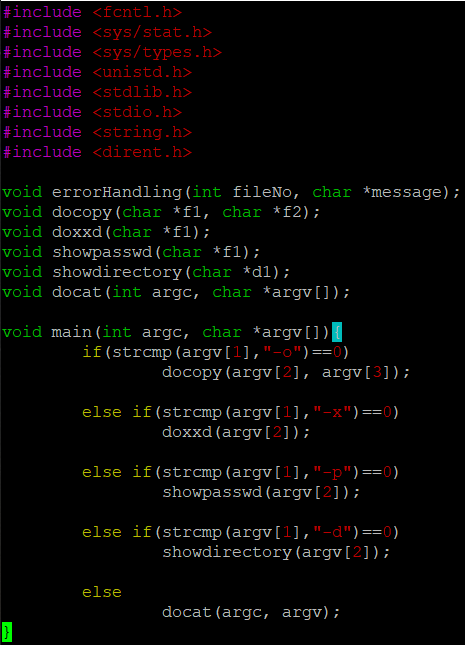 #include <fcntl.h>
#include <sys/stat.h>
#include <sys/types.h>
#include <unistd.h>
#include <stdlib.h>
#include <stdio.h>
#include <string.h>
#include <dirent.h>

void errorHandling(int fileNo, char *message);
void docopy(char *f1, char *f2);
void doxxd(char *f1);
void showpasswd(char *f1);
void showdirectory(char *d1);
void docat(int argc, char *argv[]);

void main(int argc, char *argv[]){
        if(strcmp(argv[1],"-o")==0)
                docopy(argv[2], argv[3]);

        else if(strcmp(argv[1],"-x")==0)
                doxxd(argv[2]);

        else if(strcmp(argv[1],"-p")==0)
                showpasswd(argv[2]);

        else if(strcmp(argv[1],"-d")==0)
                showdirectory(argv[2]);

        else
                docat(argc, argv);
}